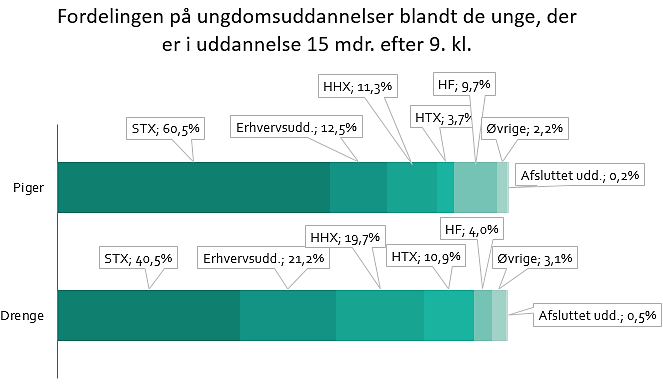 Fordelingen på ungdomsuddannelser blandt de unge, der
er i uddannelse 15 mdr. efter 9. kl.
Piger
STX; 60,5%
Erhvervsudd.; 12,5%
HHX; 11,3%
HTX; 3,7%
HF; 9,7%
Øvrige; 2,2%
Afsluttet udd.; 0,2%
Drenge
STX; 40,5%
Erhvervsudd.; 21,2%
HHX; 19,7%
HTX; 10,9%
HF; 4,0%
Øvrige; 3,1%
Afsluttet udd.; 0,5%